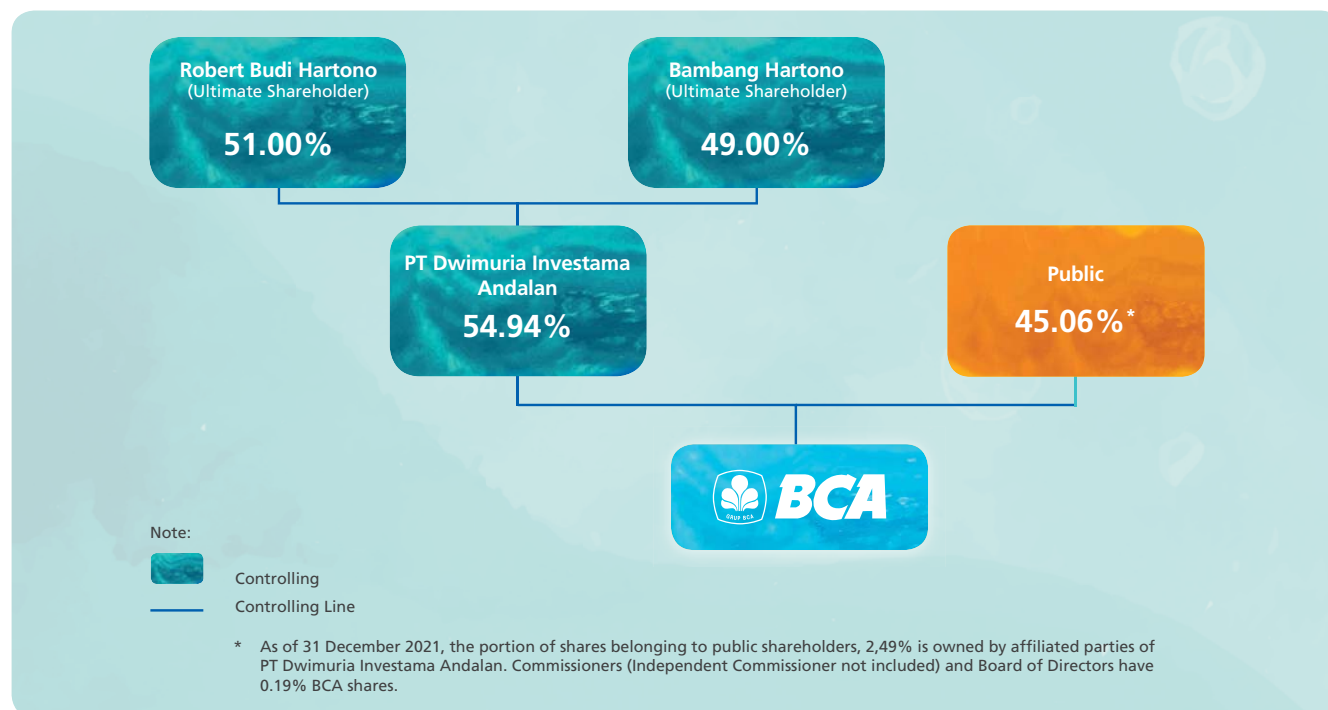 Robert Budi Hartono
(Ultimate Shareholder)
51.00%
Bambang Hartono
(Ultimate Shareholder)
49.00%
PT Dwimuria Investama
Andalan
54.94%
Public
45.06%*
GRUP BCA
BCA
Note:
Controlling
Controlling Line
* As of 31 December 2021, the portion of shares belonging to public shareholders, 2,49% is owned by affiliated parties of
PT Dwimuria Investama Andalan. Commissioners (Independent Commissioner not included) and Board of Directors have
0.19% BCA shares.